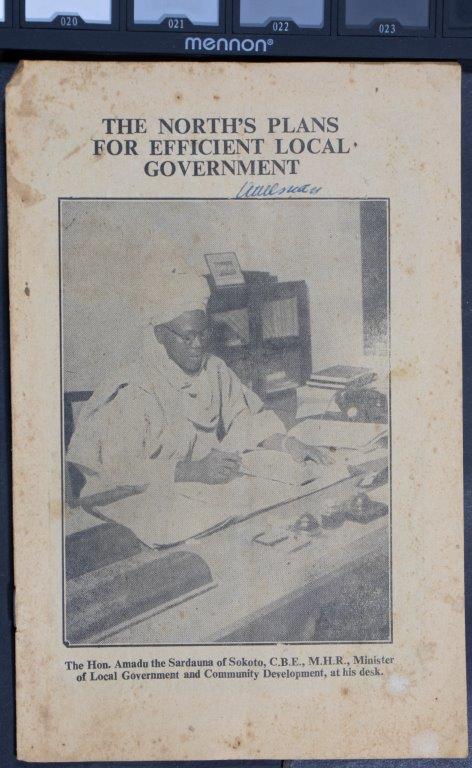 020 021 022 023
mennon®
THE NORTH'S PLANS
FOR EFFICIENT LOCAL
GOVERNMENT
The Hon. Amadu the Sardauna of Sokoto, C.B.E., M.H.R., Minister
of Local Government and Community Development, at his desk.